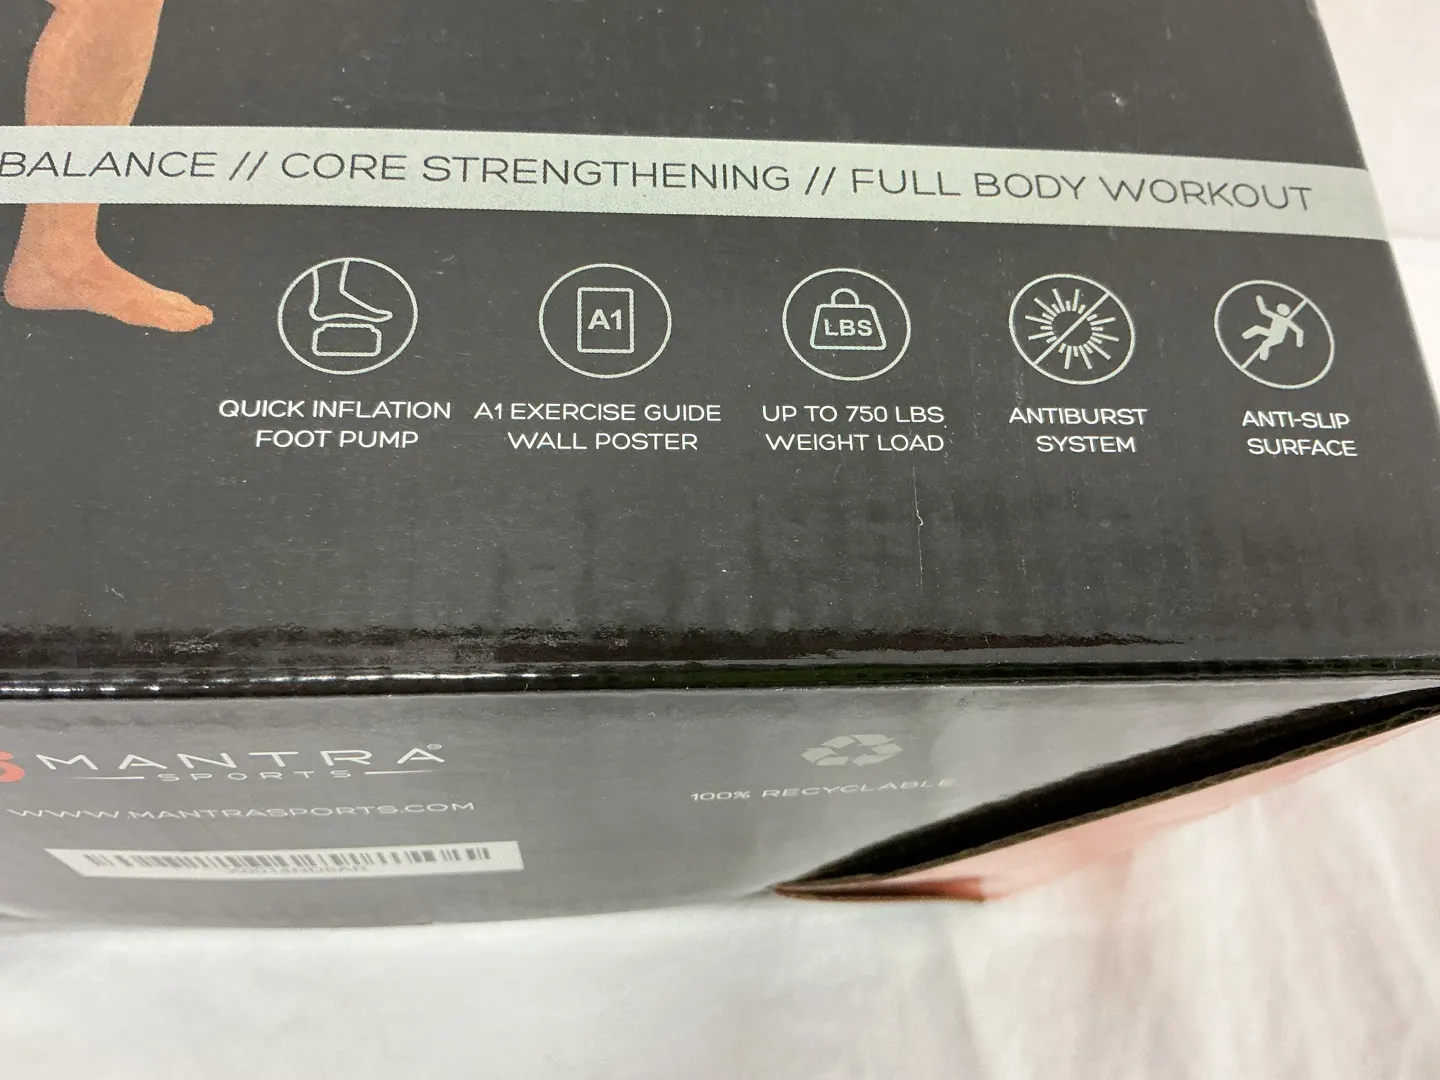 BALANCE // CORE STRENGTHENING // FULL BODY WORKOUT
A1
LBS
QUICK INFLATION
FOOT PUMP
A1 EXERCISE GUIDE
WALL POSTER
UP TO 750 LBS
WEIGHT LOAD
ANTIBURST
SYSTEM
ANTI-SLIP
SURFACE
MANTRA
SPORTS
WWW.MANTRASPORTS.COM
100% RECYCLABLE